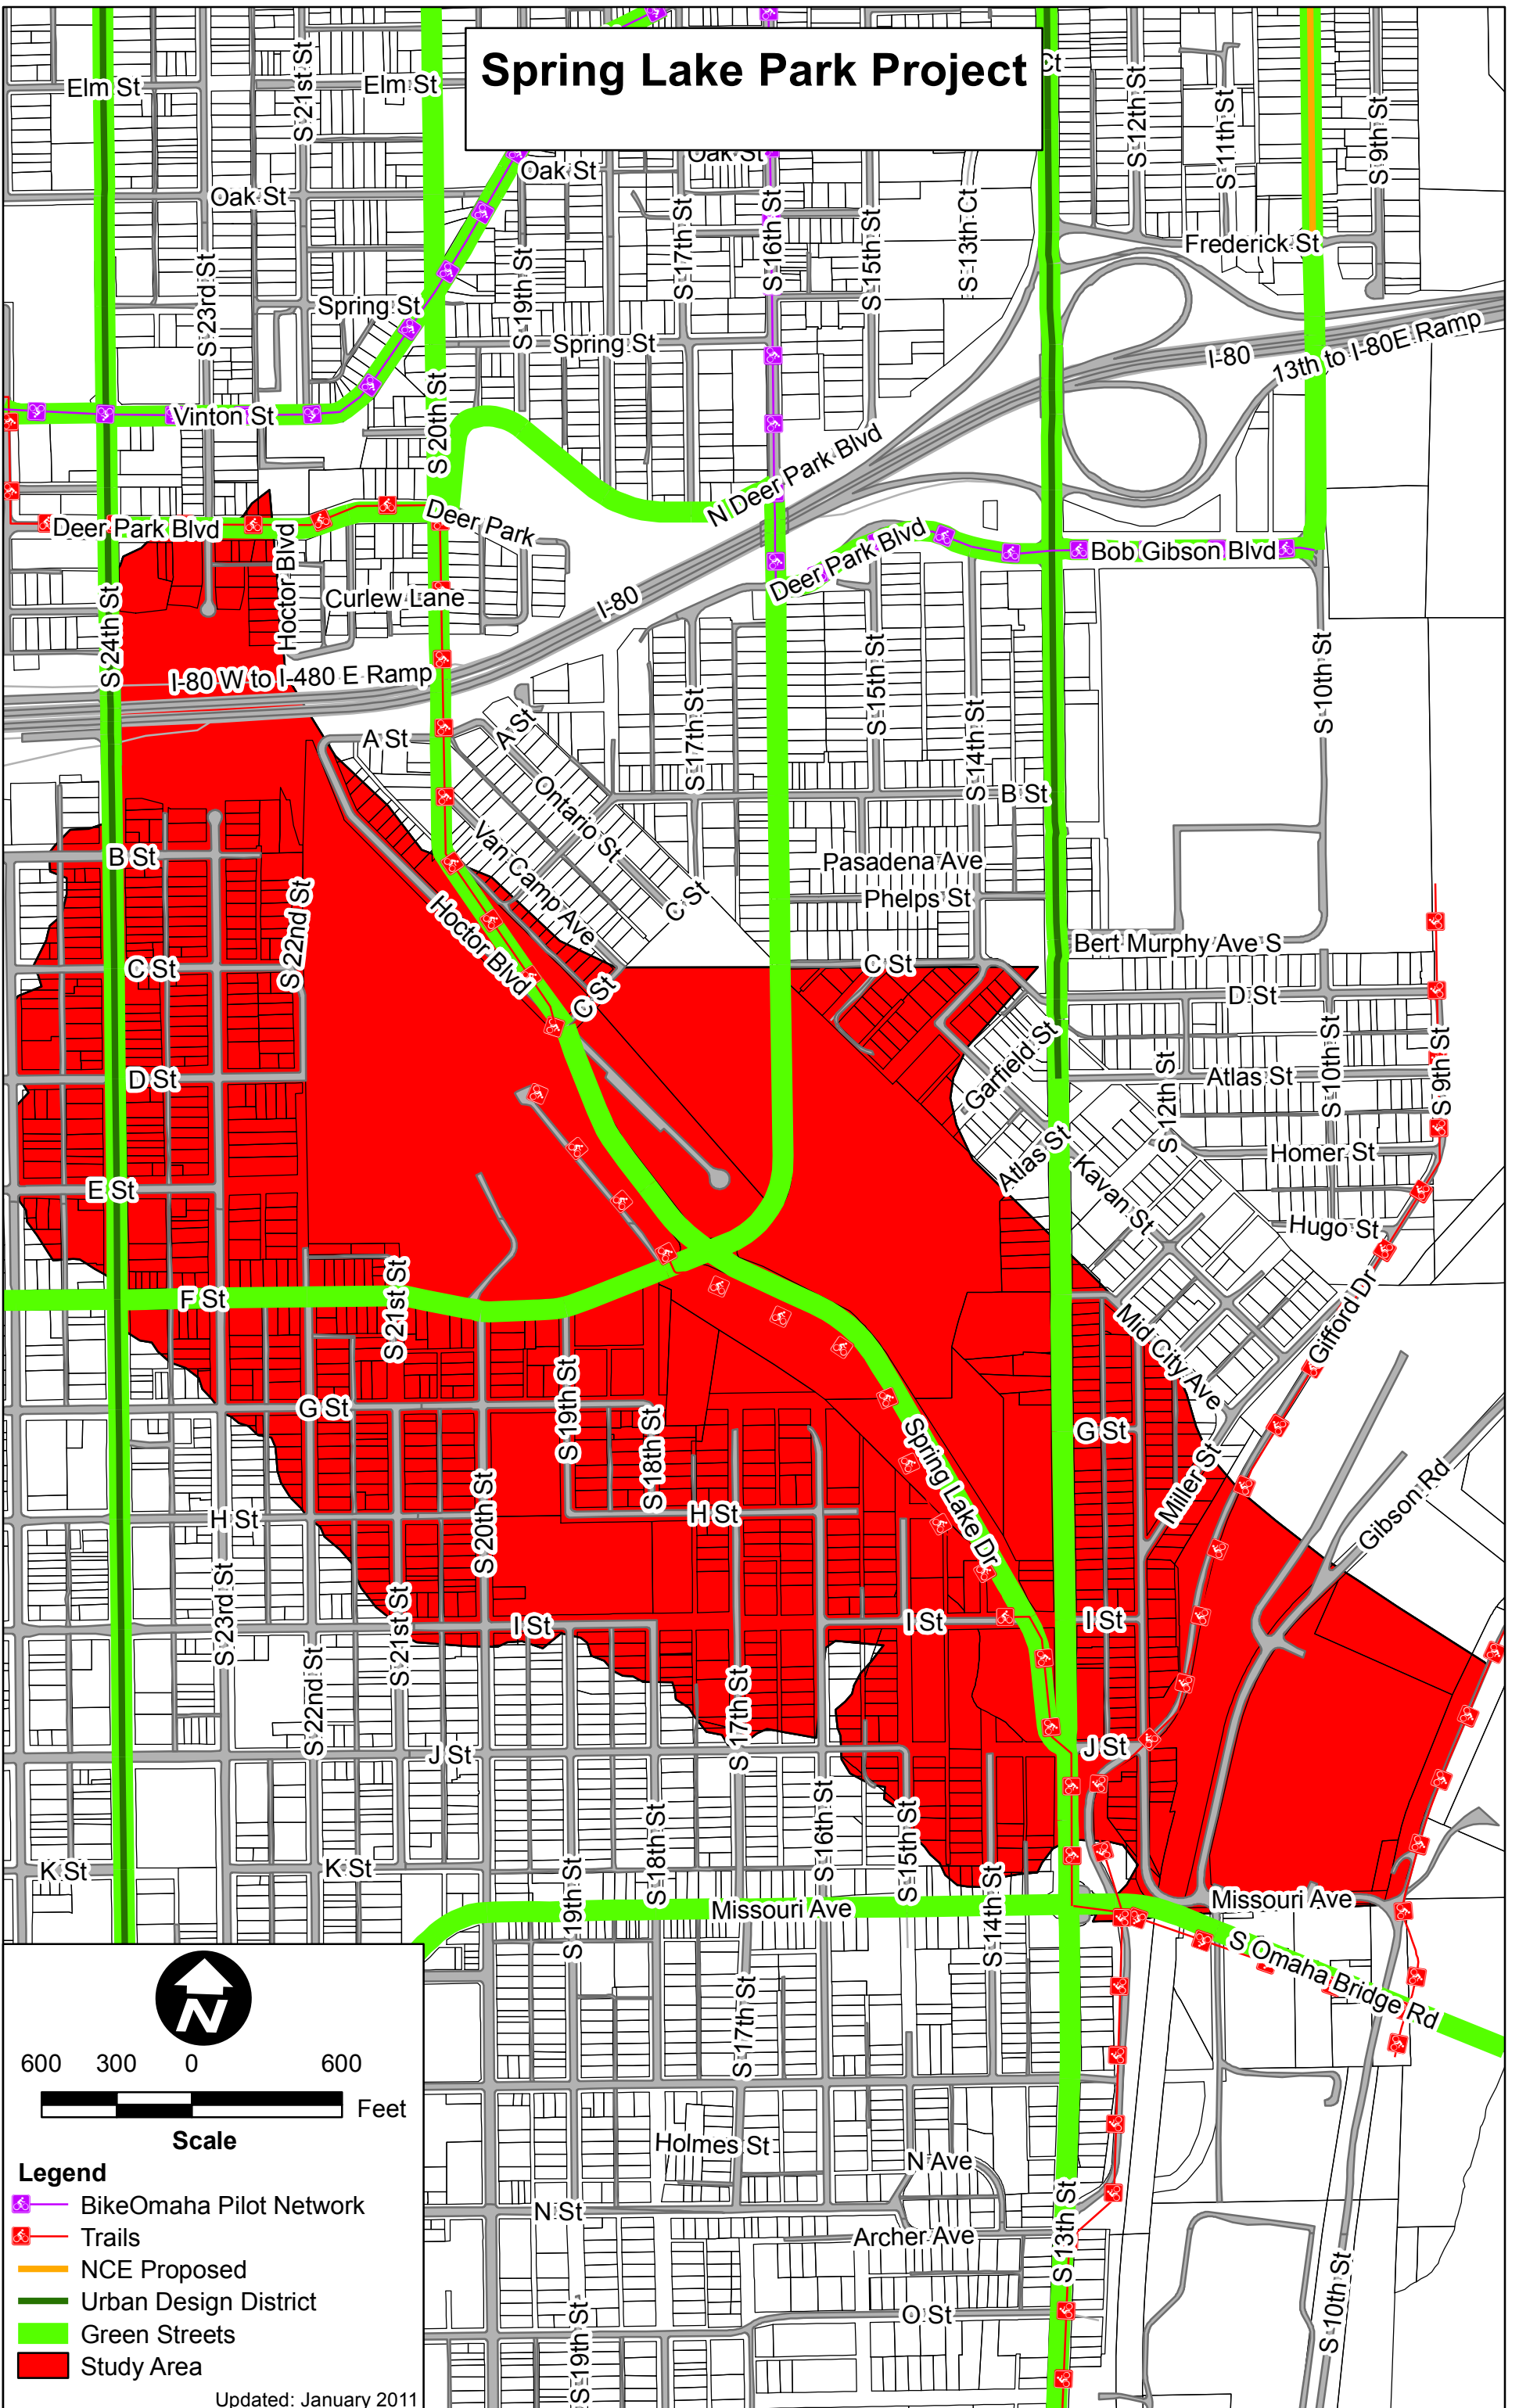 Spring Lake Park Project
Elm St
S 21st St
Elm St
Ct
S 12th St
S 11th St
S 9th St
Oak St
Oak St
Oak St
S 23rd St
S 19th St
S 17th St
S 16th St
S 15th St
S 13th Ct
Frederick St
Spring St
Spring St
I-80
13th to I-80E Ramp
Vinton St
S 20th St
N Deer Park Blvd
Deer Park Blvd
Deer Park
Hoctor Blvd
Deer Park Blvd
Bob Gibson Blvd
Curlew Lane
I-80
S 24th St
I-80 W to I-480 E Ramp
S 15th St
S 10th St
S 17th St
S 14th St
A St
A St
Ontario St
B St
B St
Van Camp Ave
Pasadena Ave
Phelps St
C St
S 22nd St
Hoctor Blvd
Bert Murphy Ave S
C St
C St
C St
D St
D St
Garfield St
S 12th St
Atlas St
S 10th St
S 9th St
Atlas St
Kavan St
Homer St
E St
Hugo St
F St
S 21st St
Mid City Ave
Gifford Dr
G St
S 19th St
S 18th St
Spring Lake Dr
G St
Miller St
Gibson Rd
H St
S 20th St
H St
S 23rd St
S 21st St
I St
I St
I St
S 22nd St
S 17th St
J St
J St
K St
K St
S 19th St
S 18th St
S 16th St
S 15th St
S 14th St
Missouri Ave
Missouri Ave
S Omaha Bridge Rd
S 17th St
N
600 300 0 600
Feet
Scale
Holmes St
N Ave
N St
Archer Ave
S 13th St
O St
S 19th St
S 10th St
Legend
BikeOmaha Pilot Network
Trails
NCE Proposed
Urban Design District
Green Streets
Study Area
Updated: January 2011